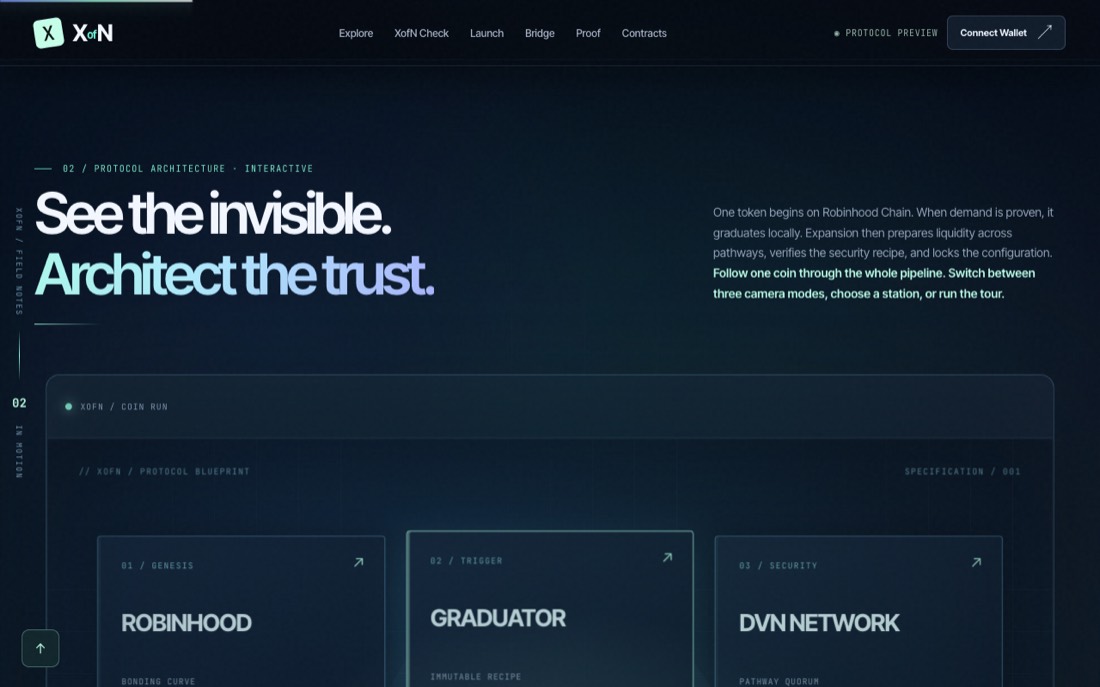 X XofN
Explore XofN Check Launch Bridge Proof Contracts
PROTOCOL PREVIEW
Connect Wallet
02 / PROTOCOL ARCHITECTURE · INTERACTIVE
See the invisible.
Architect the trust.
One token begins on Robinhood Chain. When demand is proven, it
graduates locally. Expansion then prepares liquidity across
pathways, verifies the security recipe, and locks the configuration.
Follow one coin through the whole pipeline. Switch between
three camera modes, choose a station, or run the tour.
XOFN / FIELD NOTES
02
IN MOTION
XOFN / COIN RUN
// XOFN / PROTOCOL BLUEPRINT
SPECIFICATION / 001
01 / GENESIS
ROBINHOOD
BONDING CURVE
02 / TRIGGER
GRADUATOR
IMMUTABLE RECIPE
03 / SECURITY
DVN NETWORK
PATHWAY QUORUM